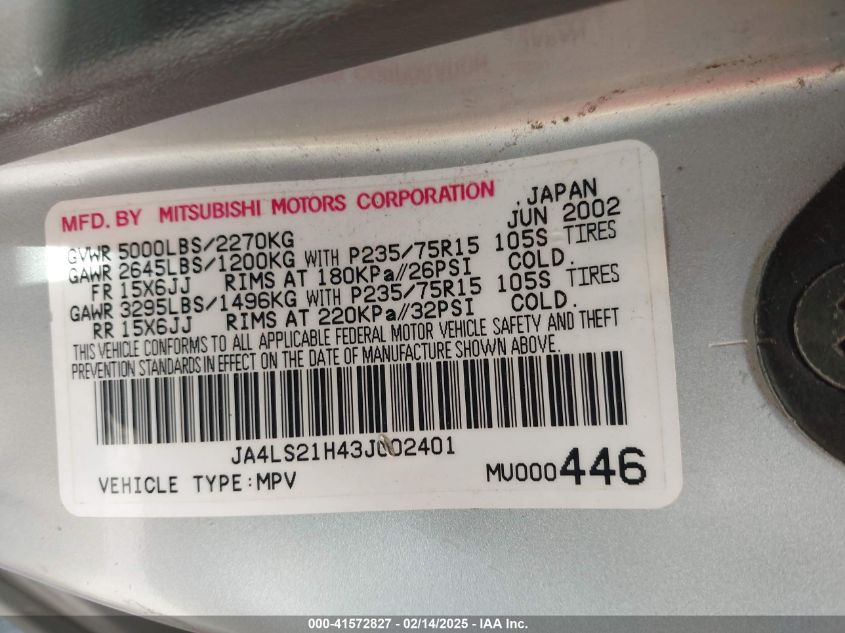 MFD. BY MITSUBISHI MOTORS CORPORATION JAPAN
JUN 2002
GVWR 5000LBS/2270KG
GAWR 2645LBS/1200KG WITH P235/75R15 105S TIRES
FR 15X6JJ RIMS AT 180KPa//26PSI COLD.
GAWR 3295LBS/1496KG WITH P235/75R15 105S TIRES
RR 15X6JJ RIMS AT 220KPa//32PSI COLD.
THIS VEHICLE CONFORMS TO ALL APPLICABLE FEDERAL MOTOR VEHICLE SAFETY AND THEFT
PREVENTION STANDARDS IN EFFECT ON THE DATE OF MANUFACTURE SHOWN ABOVE.
JA4LS21H43J002401
VEHICLE TYPE:MPV MU000446
000-41572827 - 02/14/2025 - IAA Inc.